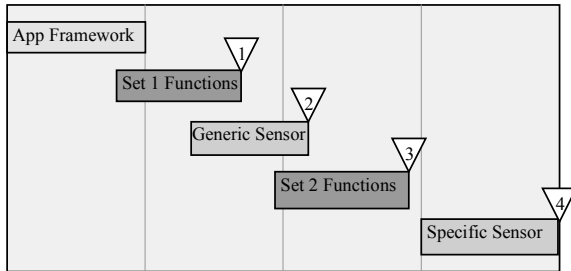 App Framework
1
Set 1 Functions
2
Generic Sensor
3
Set 2 Functions
4
Specific Sensor